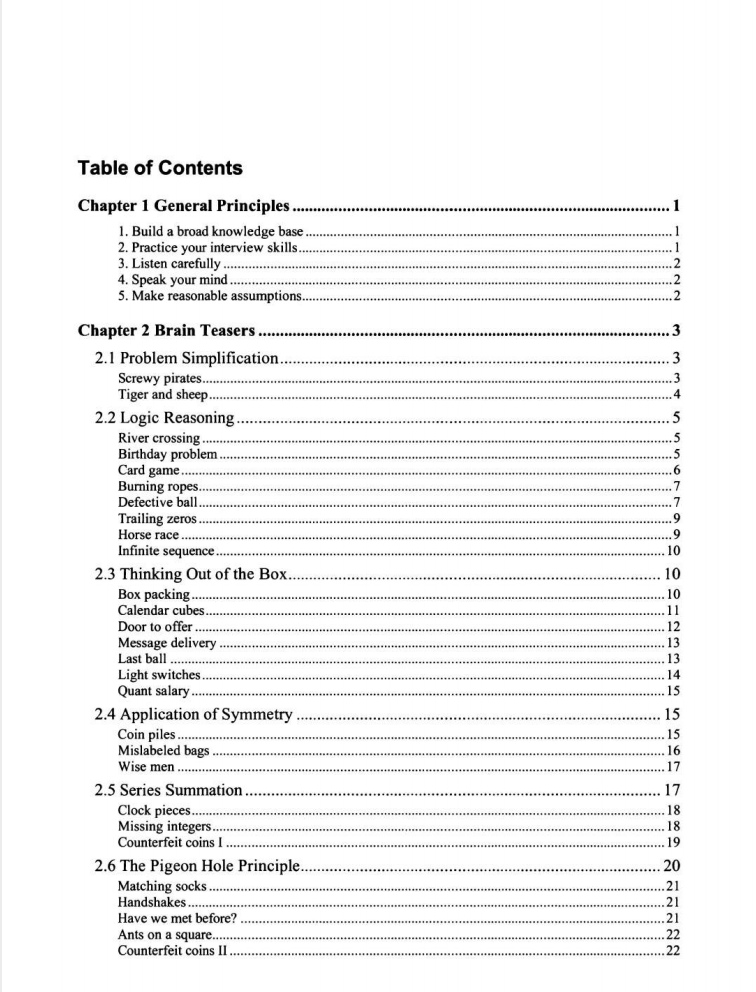 Table of Contents
Chapter 1 General Principles ........ 1
1. Build a broad knowledge base ........ 1
2. Practice your interview skills ........ 1
3. Listen carefully ........ 2
4. Speak your mind ........ 2
5. Make reasonable assumptions ........ 2
Chapter 2 Brain Teasers ........ 3
2.1 Problem Simplification ........ 3
Screwy pirates ........ 3
Tiger and sheep ........ 4
2.2 Logic Reasoning ........ 5
River crossing ........ 5
Birthday problem ........ 5
Card game ........ 6
Burning ropes ........ 7
Defective ball ........ 7
Trailing zeros ........ 9
Horse race ........ 9
Infinite sequence ........ 10
2.3 Thinking Out of the Box ........ 10
Box packing ........ 10
Calendar cubes ........ 11
Door to offer ........ 12
Message delivery ........ 13
Last ball ........ 13
Light switches ........ 14
Quant salary ........ 15
2.4 Application of Symmetry ........ 15
Coin piles ........ 15
Mislabeled bags ........ 16
Wise men ........ 17
2.5 Series Summation ........ 17
Clock pieces ........ 18
Missing integers ........ 18
Counterfeit coins I ........ 19
2.6 The Pigeon Hole Principle ........ 20
Matching socks ........ 21
Handshakes ........ 21
Have we met before? ........ 21
Ants on a square ........ 22
Counterfeit coins II ........ 22